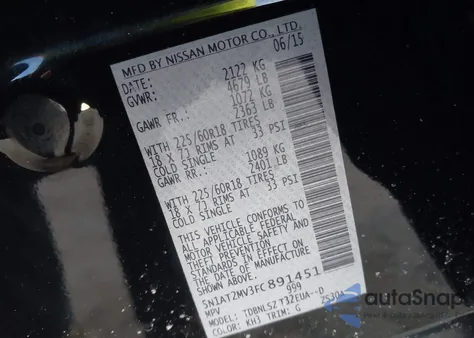 MFD BY NISSAN MOTOR CO., LTD.
DATE: 06/15
GVWR: 2122 KG
4679 LB
GAWR FR.: 1072 KG
2363 LB
WITH 225/60R18 TIRES
18 X 7J RIMS AT 33 PSI
COLD SINGLE
GAWR RR.: 1089 KG
2401 LB
WITH 225/60R18 TIRES
18 X 7J RIMS AT 33 PSI
COLD SINGLE
THIS VEHICLE CONFORMS TO
ALL APPLICABLE FEDERAL
MOTOR VEHICLE SAFETY AND
THEFT PREVENTION
STANDARDS IN EFFECT ON
THE DATE OF MANUFACTURE
SHOWN ABOVE.
5N1AT2MV3FC891451
MPV 999
MODEL: TDBNLSZ T32EUA--D
COLOR: KH3 TRIM: G
autoSnap